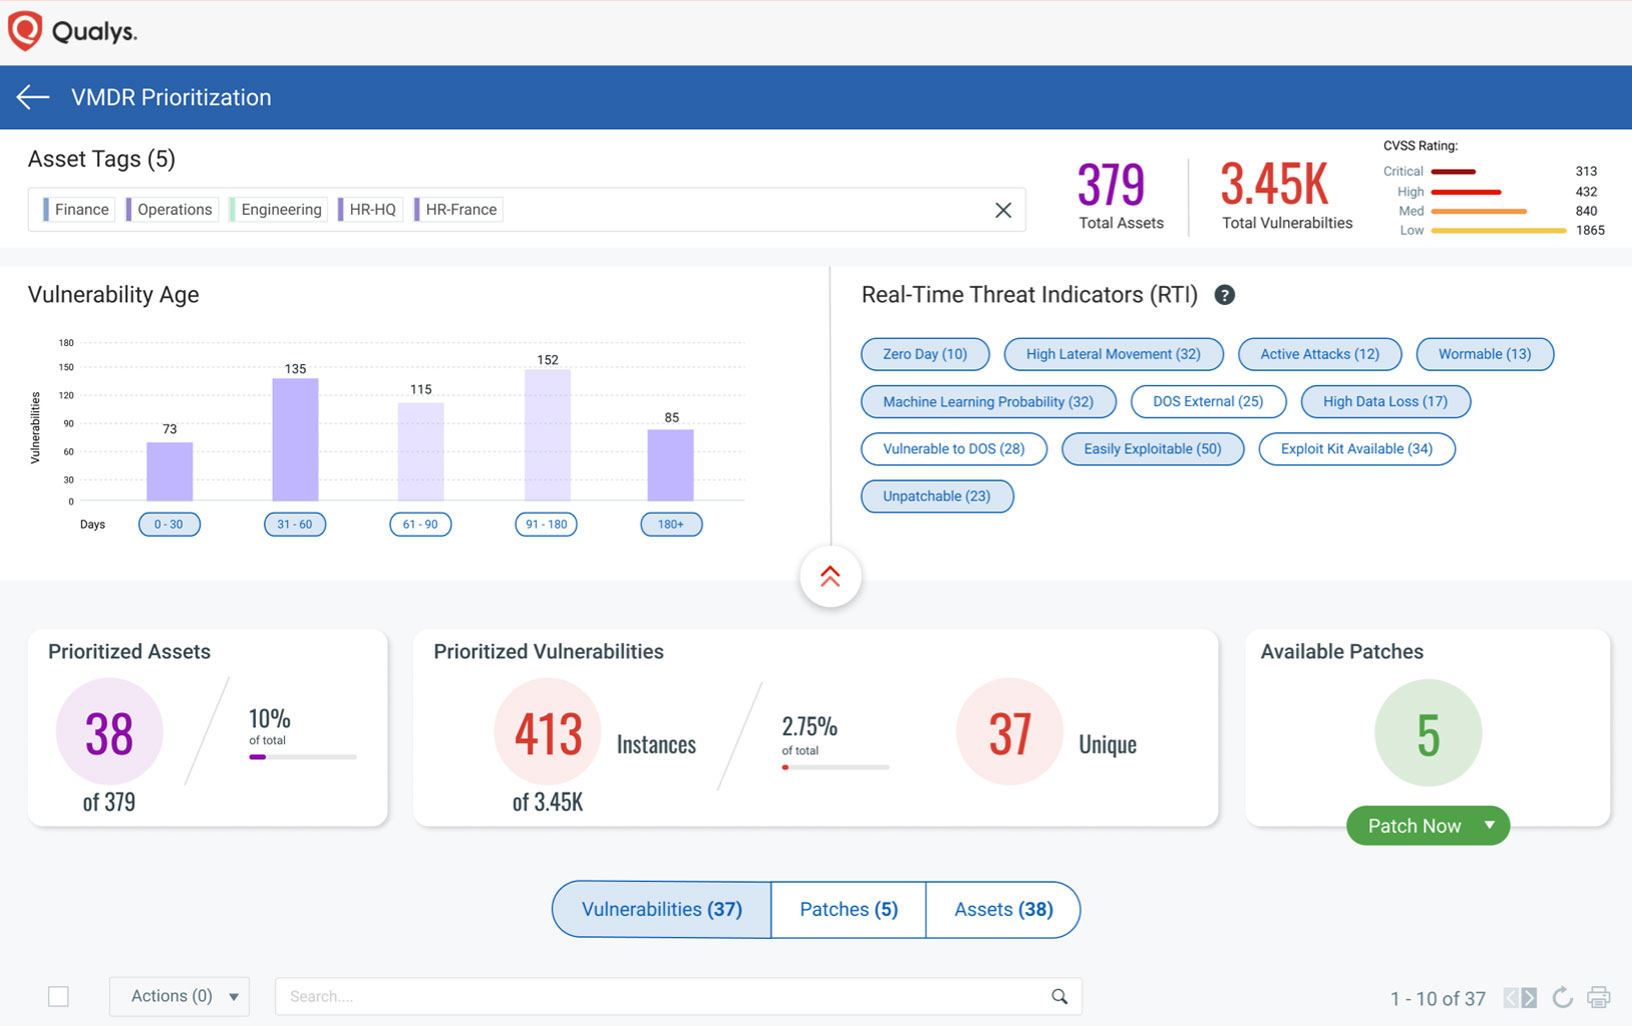 Qualys.
VMDR Prioritization
Asset Tags (5)
Finance
Operations
Engineering
HR-HQ
HR-France
379
Total Assets
3.45K
Total Vulnerabilties
CVSS Rating:
Critical 313
High 432
Med 840
Low 1865
Vulnerability Age
Vulnerabilities
180
150
120
90
60
30
0
73
135
115
152
85
Days
0 - 30
31 - 60
61 - 90
91 - 180
180+
Real-Time Threat Indicators (RTI) ?
Zero Day (10)
High Lateral Movement (32)
Active Attacks (12)
Wormable (13)
Machine Learning Probability (32)
DOS External (25)
High Data Loss (17)
Vulnerable to DOS (28)
Easily Exploitable (50)
Exploit Kit Available (34)
Unpatchable (23)
Prioritized Assets
38
of 379
10%
of total
Prioritized Vulnerabilities
413
Instances
of 3.45K
2.75%
of total
37
Unique
Available Patches
5
Patch Now
Vulnerabilities (37)
Patches (5)
Assets (38)
Actions (0)
Search....
1 - 10 of 37